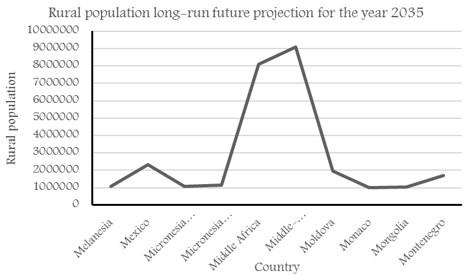 Rural population long-run future projection for the year 2035
10000000
9000000
8000000
7000000
6000000
5000000
4000000
3000000
2000000
1000000
0
Rural population
Melanesia
Mexico
Micronesia…
Micronesia…
Middle Africa
Middle-…
Moldova
Monaco
Mongolia
Montenegro
Country